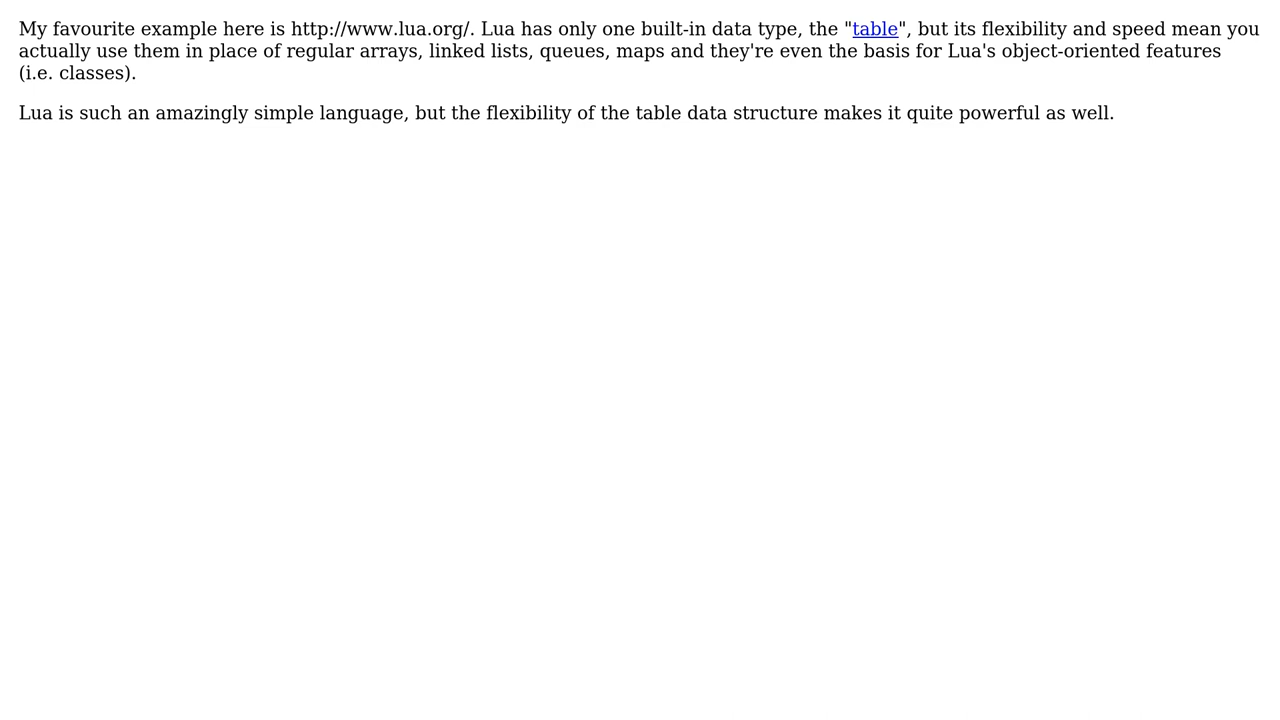 My favourite example here is http://www.lua.org/. Lua has only one built-in data type, the "table", but its flexibility and speed mean you
actually use them in place of regular arrays, linked lists, queues, maps and they're even the basis for Lua's object-oriented features
(i.e. classes).
Lua is such an amazingly simple language, but the flexibility of the table data structure makes it quite powerful as well.